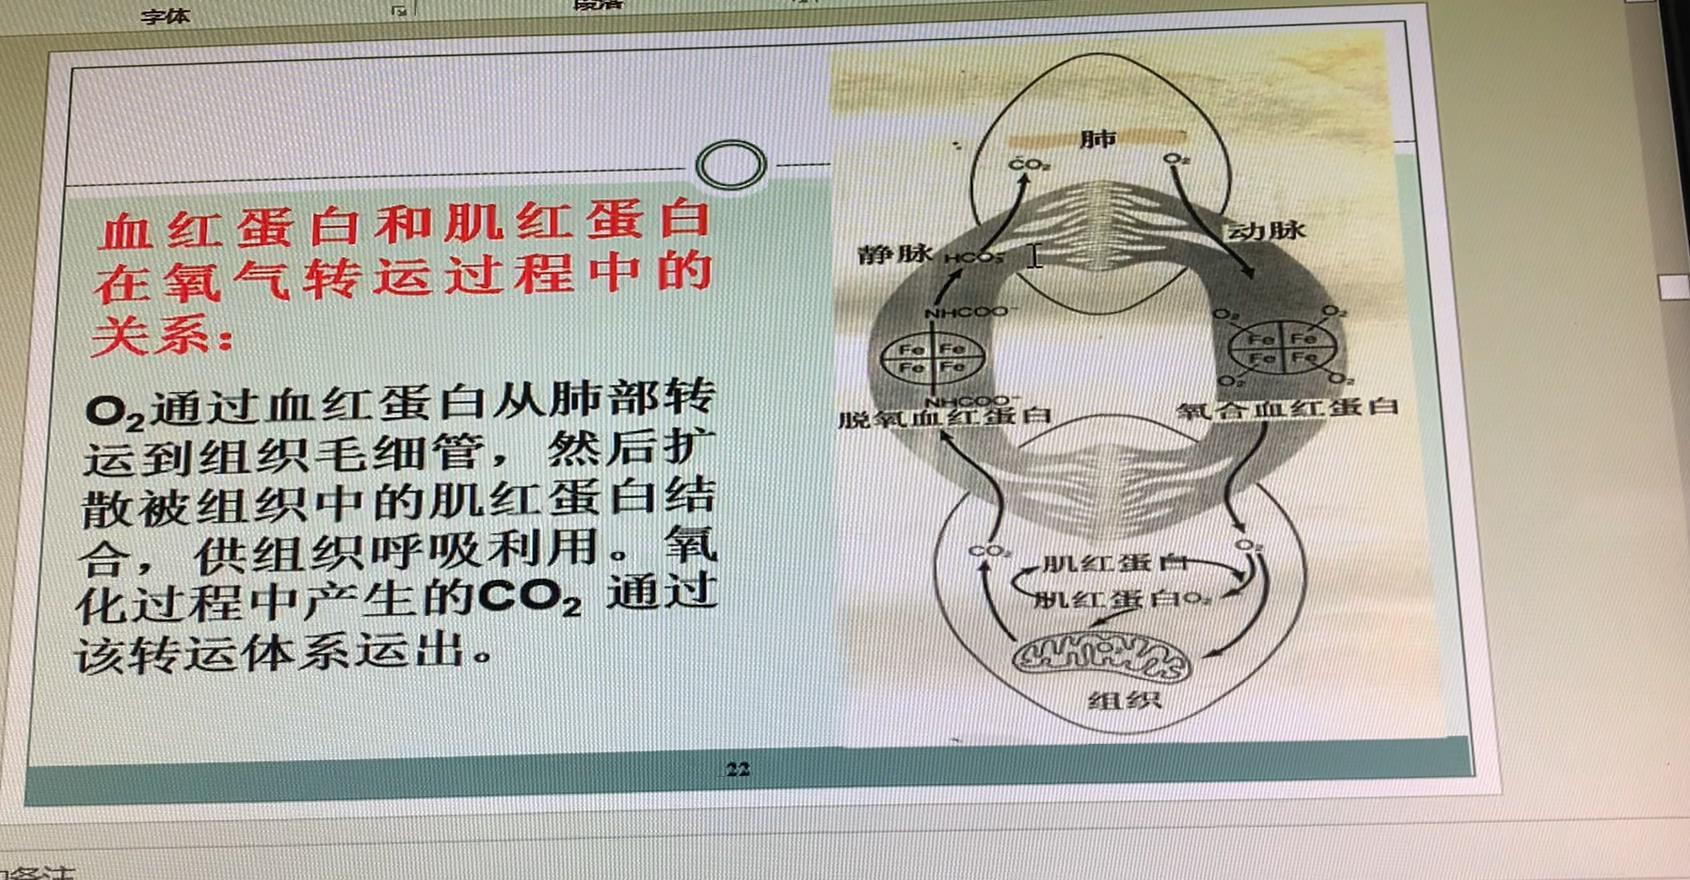 字体
段落
血红蛋白和肌红蛋白
在氧气转运过程中的
关系：
O₂通过血红蛋白从肺部转
运到组织毛细管，然后扩
散被组织中的肌红蛋白结
合，供组织呼吸利用。氧
化过程中产生的CO₂ 通过
该转运体系运出。
肺
CO₂
O₂
静脉
HCO₃⁻
动脉
NHCOO⁻
Fe Fe
Fe Fe
NHCOO⁻
脱氧血红蛋白
O₂
O₂
Fe Fe
Fe Fe
O₂
O₂
氧合血红蛋白
CO₂
O₂
肌红蛋白
肌红蛋白O₂
组织
22
备注